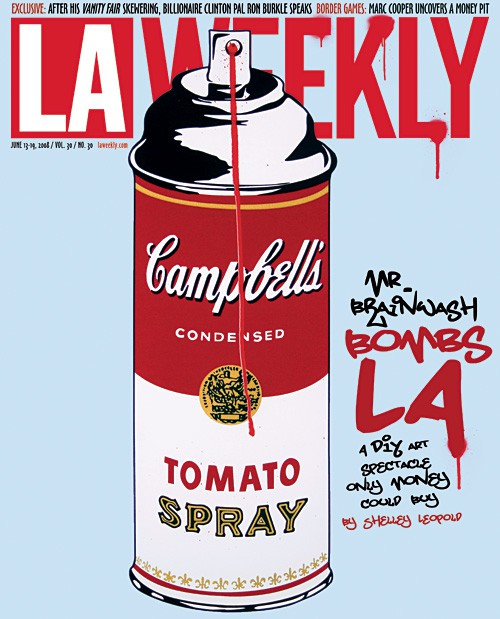 EXCLUSIVE: AFTER HIS VANITY FAIR SKEWERING, BILLIONAIRE CLINTON PAL RON BURKLE SPEAKS BORDER GAMES: MARC COOPER UNCOVERS A MONEY PIT
LA WEEKLY
JUNE 13-19, 2008 / VOL. 30 / NO. 30 laweekly.com
Campbell's
CONDENSED
TOMATO
SPRAY
MR.
BRAINWASH
BOMBS
LA
A DIY ART
SPECTACLE
ONLY MONEY
COULD BUY
BY SHELLEY LEOPOLD